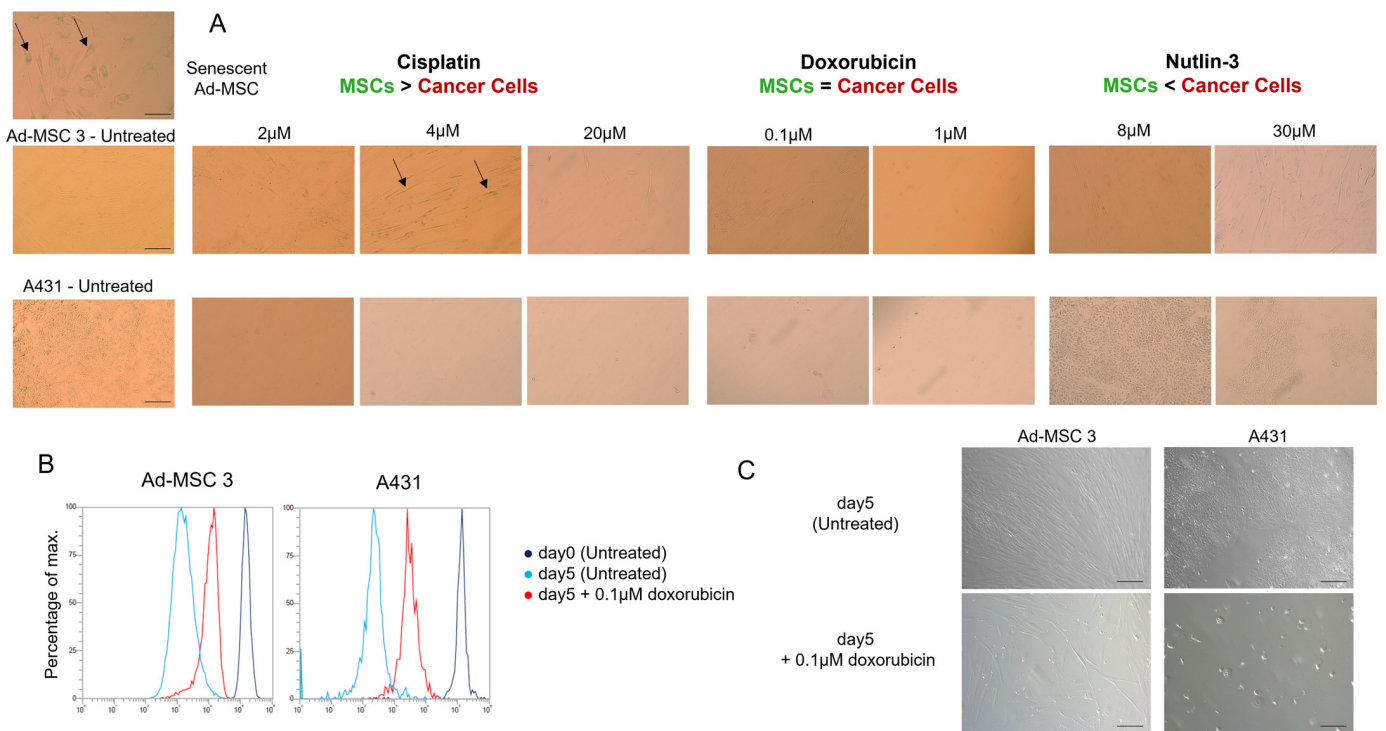 A
Senescent
Ad-MSC
Cisplatin
MSCs > Cancer Cells
Doxorubicin
MSCs = Cancer Cells
Nutlin-3
MSCs < Cancer Cells
Ad-MSC 3 - Untreated
2µM
4µM
20µM
0.1µM
1µM
8µM
30µM
A431 - Untreated
B
Ad-MSC 3
A431
Percentage of max.
100
75
50
25
0
100
75
50
25
0
day0 (Untreated)
day5 (Untreated)
day5 + 0.1µM doxorubicin
C
Ad-MSC 3
A431
day5
(Untreated)
day5
+ 0.1µM doxorubicin